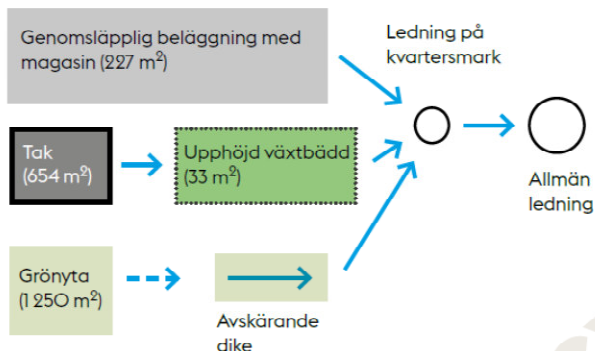 Genomsläpplig beläggning med
magasin (227 m²)
Ledning på
kvartersmark
Tak
(654 m²)
Upphöjd växtbädd
(33 m²)
Allmän
ledning
Grönyta
(1 250 m²)
Avskärande
dike